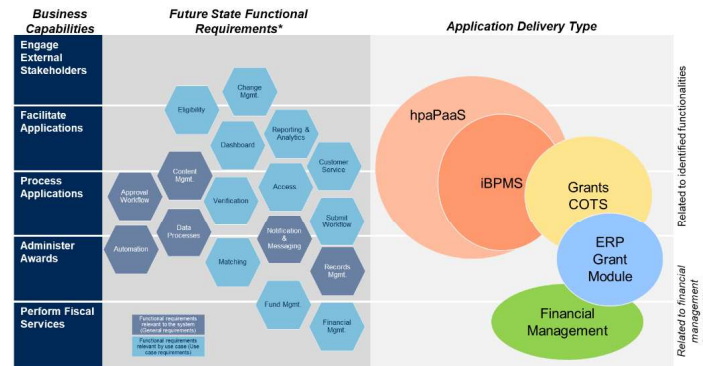 Business
Capabilities
Future State Functional
Requirements*
Application Delivery Type
Engage
External
Stakeholders
Facilitate
Applications
Process
Applications
Administer
Awards
Perform Fiscal
Services
Change
Mgmt.
Eligibility
Reporting &
Analytics
Dashboard
Customer
Service
Content
Mgmt.
Access
Approval
Workflow
Verification
Submit
Workflow
Data
Processes
Notification
&
Messaging
Automation
Matching
Records
Mgmt.
Fund Mgmt.
Financial
Mgmt.
Functional requirements
relevant to the system
(General requirements)
Functional requirements
relevant by use case (Use
case requirements)
hpaPaaS
iBPMS
Grants
COTS
ERP
Grant
Module
Financial
Management
Related to identified functionalities
Related to financial
management